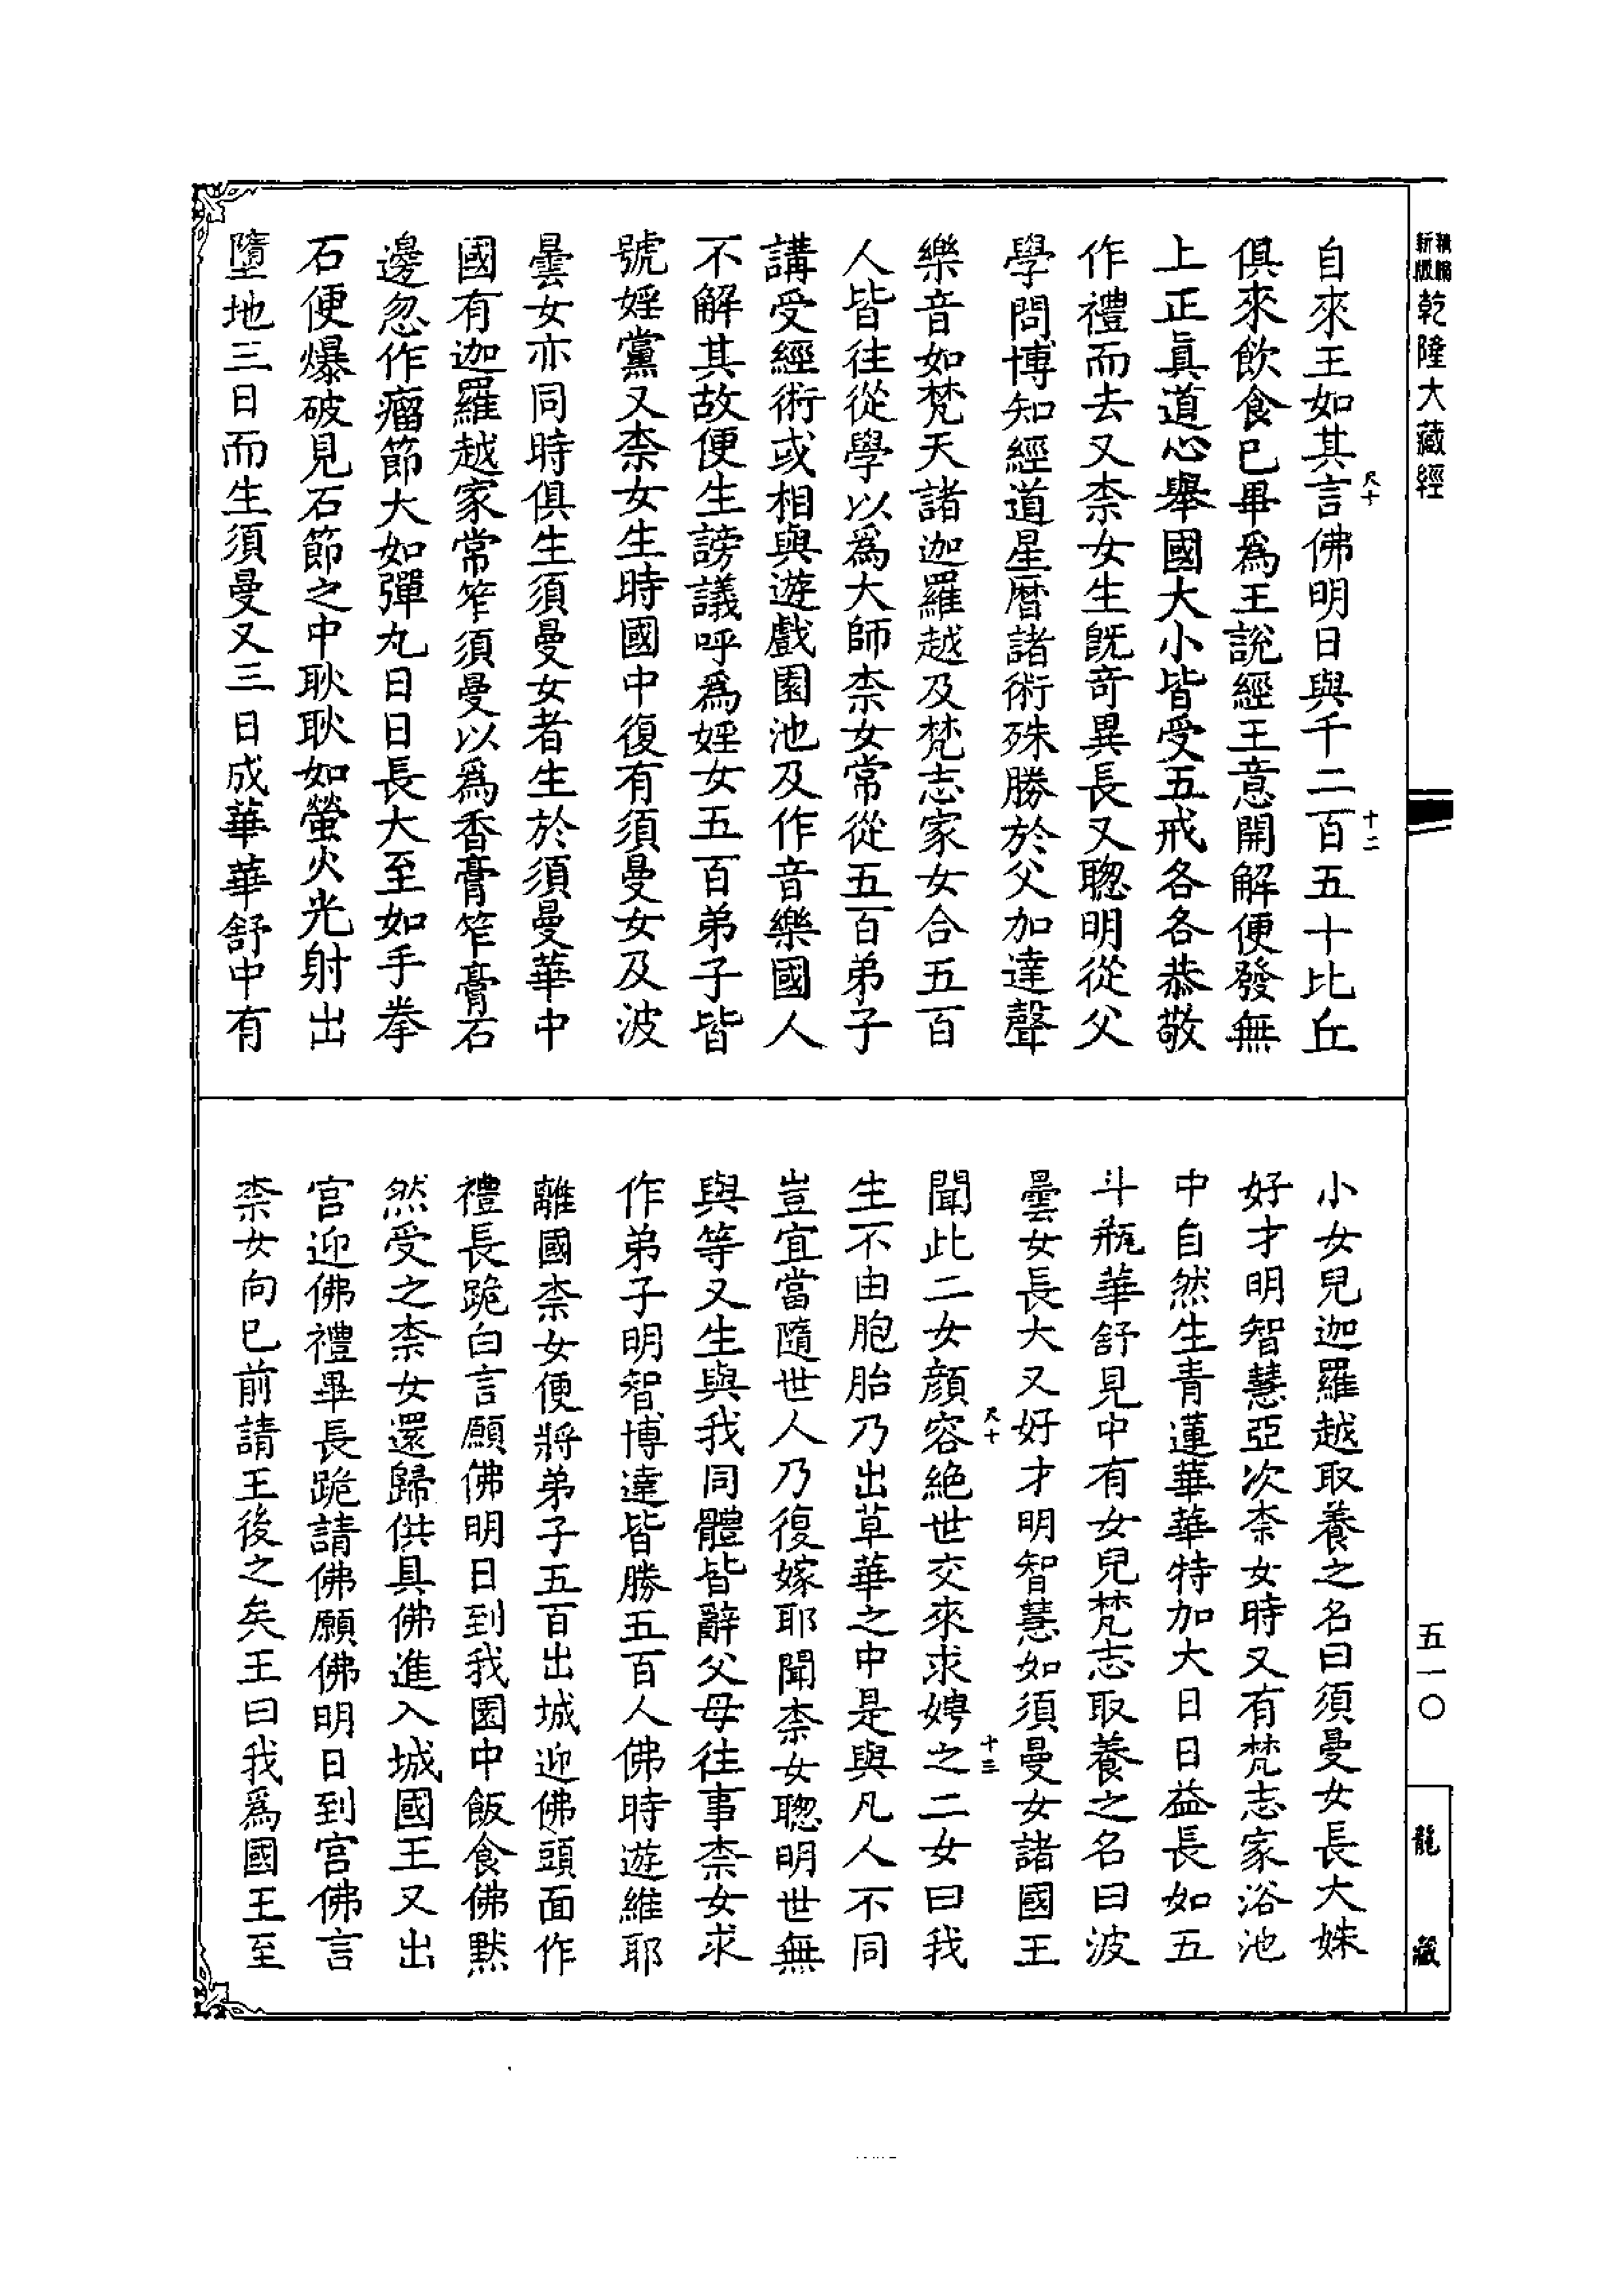 新版精編乾隆大藏經
尺十
十二
自來王如其言佛明日與千二百五十比丘
俱來飲食已畢爲王說經王意開解便發無
上正眞道心舉國大小皆受五戒各各恭敬
作禮而去又柰女生既奇異長又聰明從父
學問博知經道星曆諸術殊勝於父加達聲
樂音如梵天諸迦羅越及梵志家女合五百
人皆往從學以爲大師柰女常從五百弟子
講受經術或相與遊戲園池及作音樂國人
不解其故便生謗議呼爲婬女五百弟子皆
號婬黨又柰女生時國中復有須曼女及波
曇女亦同時俱生須曼女者生於須曼華中
國有迦羅越家常笮須曼以爲香膏笮膏石
邊忽作瘤節大如彈丸日日長大至如手拳
石便爆破見石節之中耿耿如螢火光射出
墮地三日而生須曼又三日成華華舒中有
小女兒迦羅越取養之名曰須曼女長大姝
好才明智慧亞次柰女時又有梵志家浴池
中自然生青蓮華華特加大日日益長如五
斗瓶華舒見中有女兒梵志取養之名曰波
曇女長大又好才明智慧如須曼女諸國王
尺十
十三
聞此二女顏容絕世交來求娉之二女曰我
生不由胞胎乃出草華之中是與凡人不同
豈宜當隨世人乃復嫁耶聞柰女聰明世無
與等又生與我同體皆辭父母往事柰女求
作弟子明智博達皆勝五百人佛時遊維耶
離國柰女便將弟子五百出城迎佛頭面作
禮長跪白言願佛明日到我園中飯食佛默
然受之柰女還歸供具佛進入城國王又出
宮迎佛禮畢長跪請佛願佛明日到宮佛言
柰女向已前請王後之矣王曰我爲國王至
五一〇
龍藏